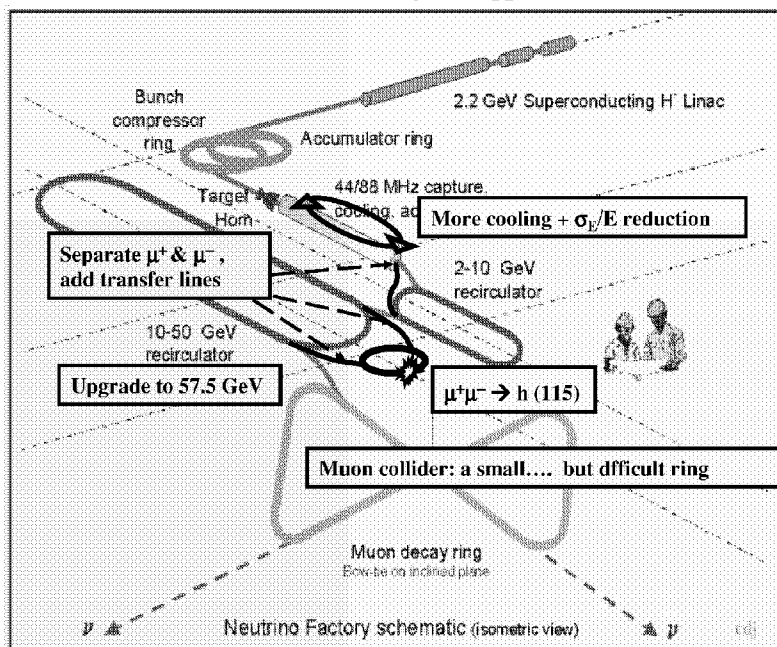 2.2 GeV Superconducting H⁻ Linac
Bunch
compressor
ring
Accumulator ring
Target
Horn
44/88 MHz capture,
cooling,
More cooling + σE/E reduction
Separate μ⁺ & μ⁻ ,
add transfer lines
2-10 GeV
recirculator
10-50 GeV
recirculator
Upgrade to 57.5 GeV
μ⁺μ⁻ → h (115)
Muon collider: a small.... but dfficult ring
Muon decay ring
Bow-tie on inclined plane
ν
Neutrino Factory schematic (isometric view)
ν
cdj